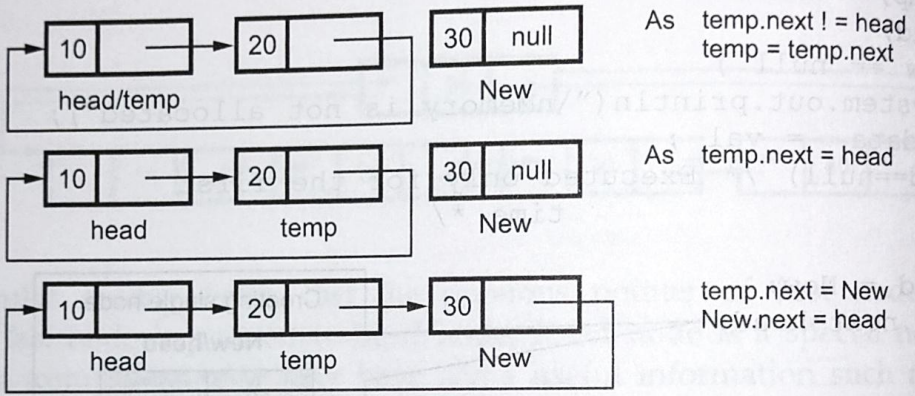 10 20 30 null As temp.next ! = head
temp = temp.next
head/temp New
10 20 30 null As temp.next = head
head temp New
10 20 30 temp.next = New
New.next = head
head temp New